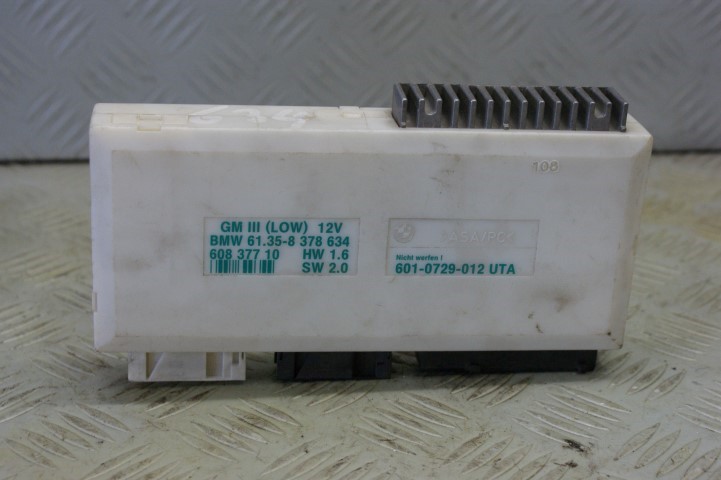 106
GM III (LOW) 12V
BMW 61.35-8 378 634
608 377 10 HW 1.6
SW 2.0
Nicht werfen !
601-0729-012 UTA